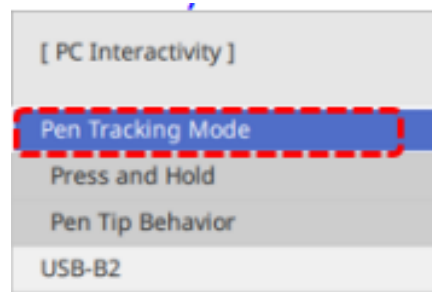 [ PC Interactivity ]
Pen Tracking Mode
Press and Hold
Pen Tip Behavior
USB-B2